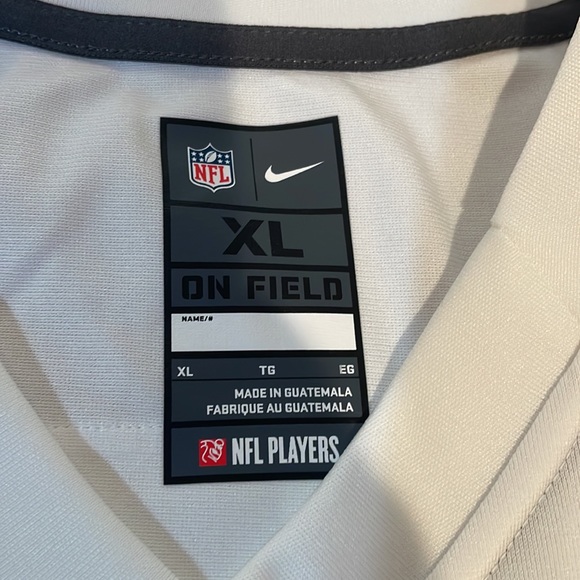 NFL
XL
ON FIELD
NAME/#
XL TG EG
MADE IN GUATEMALA
FABRIQUE AU GUATEMALA
NFL PLAYERS